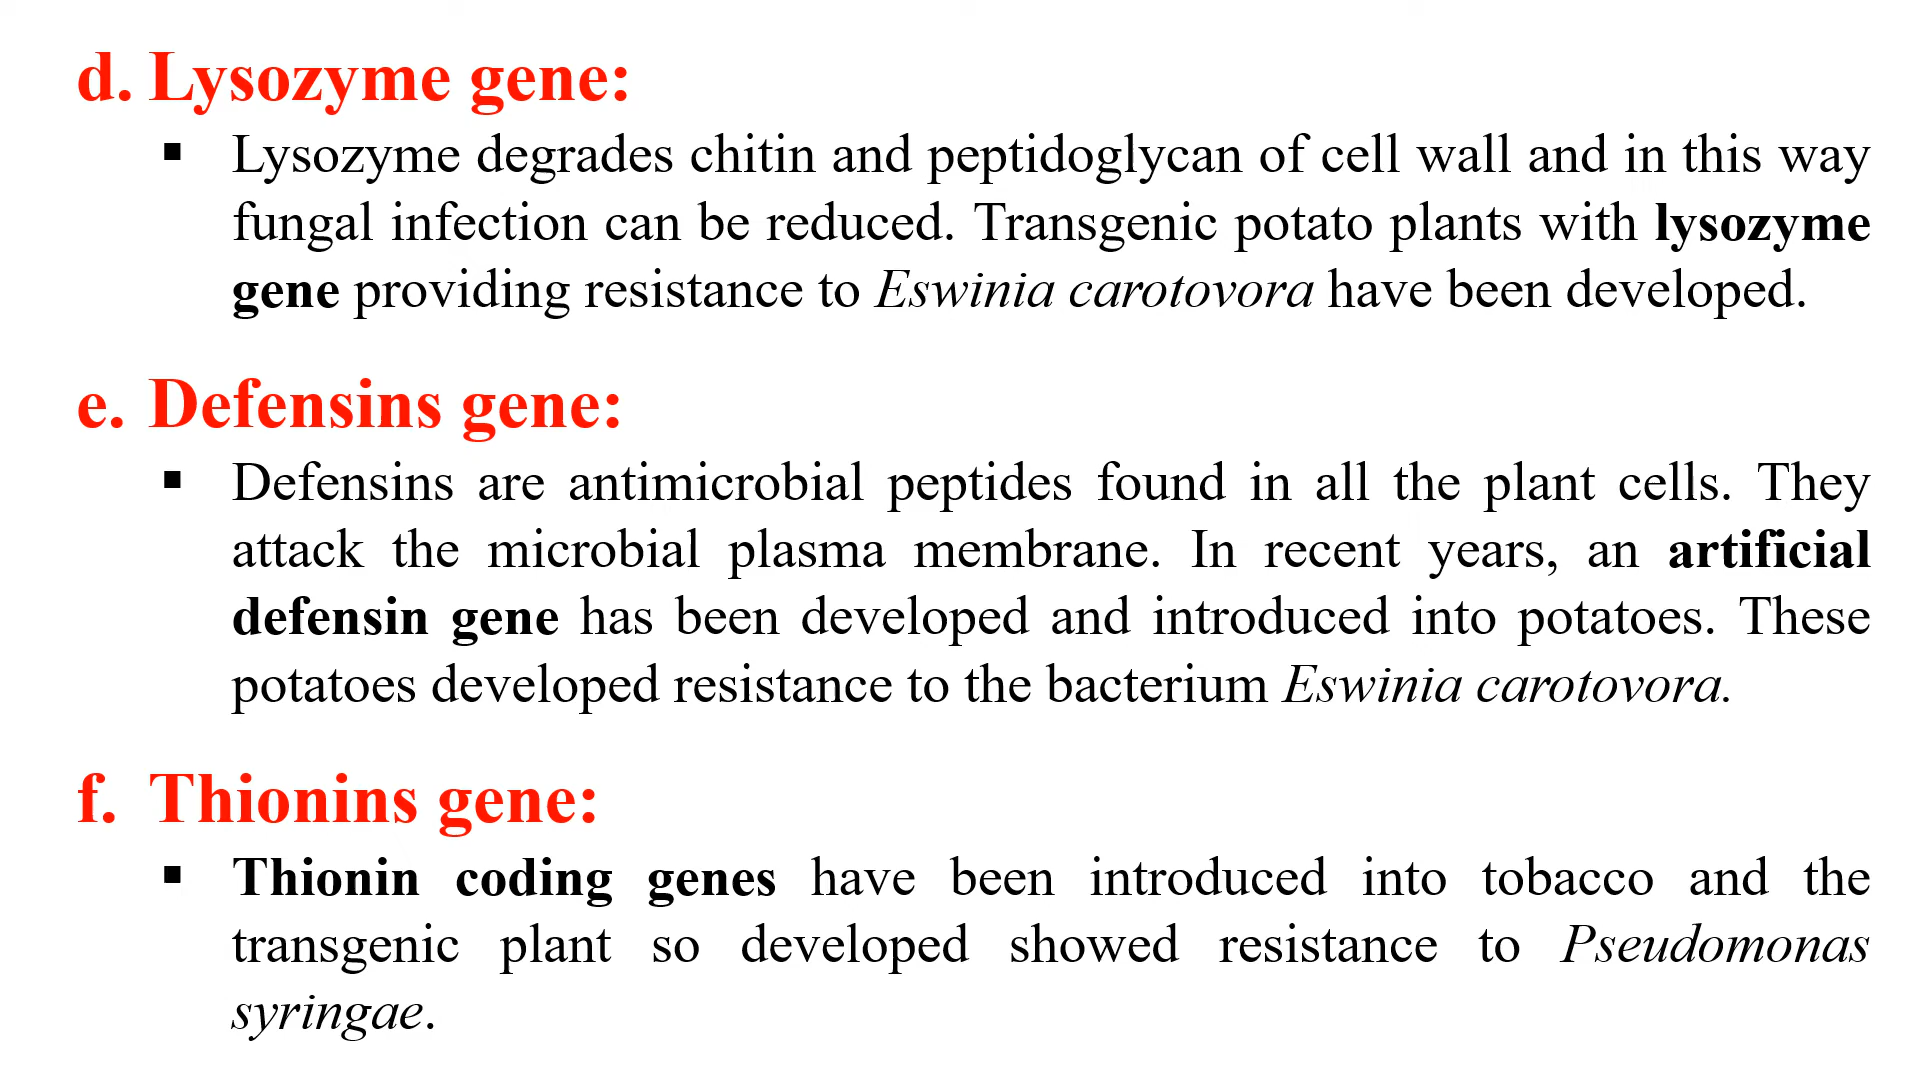 d. Lysozyme gene:
▪ Lysozyme degrades chitin and peptidoglycan of cell wall and in this way
fungal infection can be reduced. Transgenic potato plants with lysozyme
gene providing resistance to Eswinia carotovora have been developed.
e. Defensins gene:
▪ Defensins are antimicrobial peptides found in all the plant cells. They
attack the microbial plasma membrane. In recent years, an artificial
defensin gene has been developed and introduced into potatoes. These
potatoes developed resistance to the bacterium Eswinia carotovora.
f. Thionins gene:
▪ Thionin coding genes have been introduced into tobacco and the
transgenic plant so developed showed resistance to Pseudomonas
syringae.